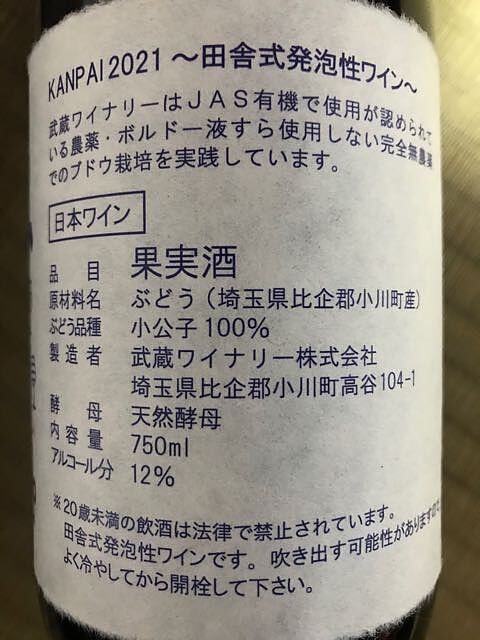 KANPAI 2021 ～田舎式発泡性ワイン～
武蔵ワイナリーはＪＡＳ有機で使用が認められて
いる農薬・ボルドー液すら使用しない完全無農薬
でのブドウ栽培を実践しています。
日本ワイン
品目 果実酒
原材料名 ぶどう（埼玉県比企郡小川町産）
ぶどう品種 小公子 100%
製造者 武蔵ワイナリー株式会社
埼玉県比企郡小川町高谷104-1
酵母 天然酵母
内容量 750ml
アルコール分 12%
※20歳未満の飲酒は法律で禁止されています。
田舎式発泡性ワインです。吹き出す可能性がありますので、
よく冷やしてから開栓して下さい。